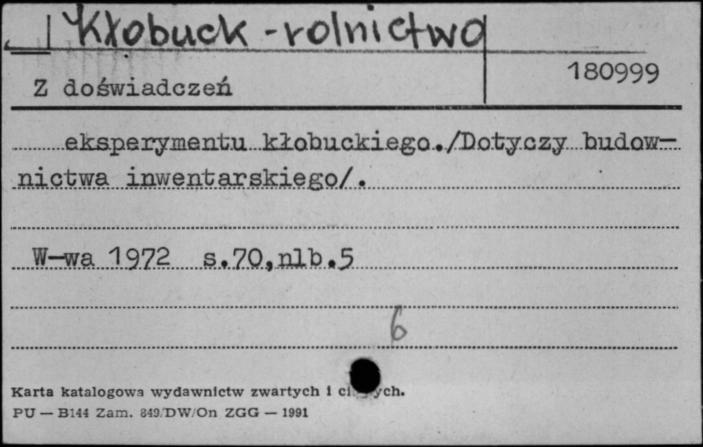 Kłobuck - rolnictwo
180999
Z doświadczeń
eksperymentu kłobuckiego./Dotyczy budow-
nictwa inwentarskiego/.
W-wa 1972 s.70,nlb.5
6
Karta katalogowa wydawnictw zwartych i
PU — B144 Zam. 849/DW/On ZGG — 1991